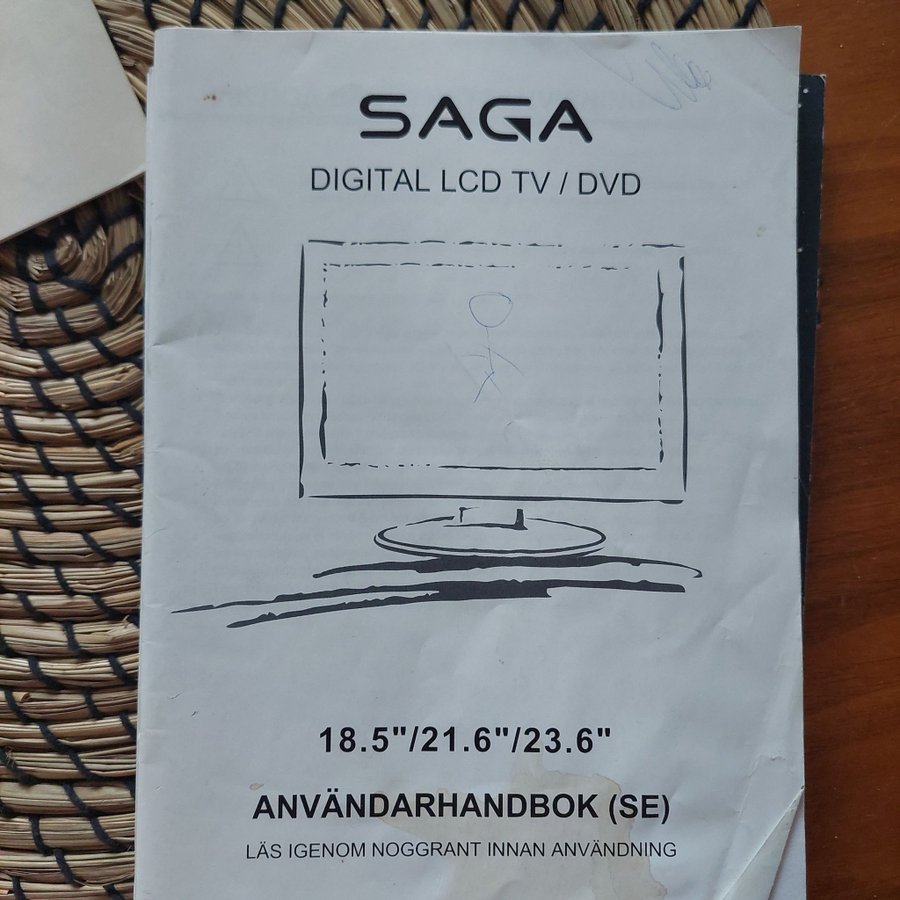 SAGA
DIGITAL LCD TV / DVD
18.5"/21.6"/23.6"
ANVÄNDARHANDBOK (SE)
LÄS IGENOM NOGGRANT INNAN ANVÄNDNING